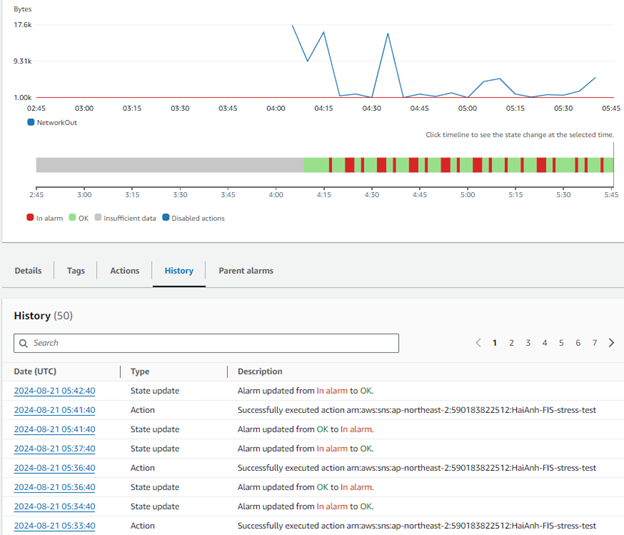 Bytes
17.6k
9.31k
1.00k
02:45 03:00 03:15 03:30 03:45 04:00 04:15 04:30 04:45 05:00 05:15 05:30 05:45
NetworkOut
Click timeline to see the state change at the selected time.
2:45 3:00 3:15 3:30 3:45 4:00 4:15 4:30 4:45 5:00 5:15 5:30 5:45
In alarm OK Insufficient data Disabled actions
Details Tags Actions History Parent alarms
History (50)
Search
1 2 3 4 5 6 7
Date (UTC) Type Description
2024-08-21 05:42:40 State update Alarm updated from In alarm to OK.
2024-08-21 05:41:40 Action Successfully executed action arn:aws:sns:ap-northeast-2:590183822512:HaiAnh-FIS-stress-test
2024-08-21 05:41:40 State update Alarm updated from OK to In alarm.
2024-08-21 05:37:40 State update Alarm updated from In alarm to OK.
2024-08-21 05:36:40 Action Successfully executed action arn:aws:sns:ap-northeast-2:590183822512:HaiAnh-FIS-stress-test
2024-08-21 05:36:40 State update Alarm updated from OK to In alarm.
2024-08-21 05:34:40 State update Alarm updated from In alarm to OK.
2024-08-21 05:33:40 Action Successfully executed action arn:aws:sns:ap-northeast-2:590183822512:HaiAnh-FIS-stress-test